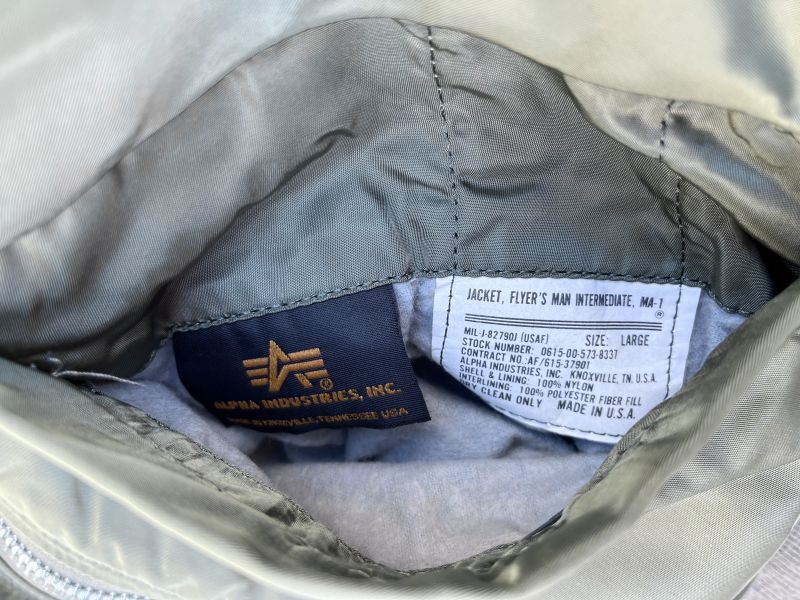 ALPHA INDUSTRIES, INC.
KNOXVILLE, TENNESSEE USA
JACKET, FLYER'S MAN INTERMEDIATE, MA-1
MIL-J-82790J (USAF) SIZE: LARGE
STOCK NUMBER: 0615-00-573-8337
CONTRACT NO.:AF/615-37901
ALPHA INDUSTRIES, INC. KNOXVILLE, TN. U.S.A.
SHELL & LINING: 100% NYLON
INTERLINING: 100% POLYESTER FIBER FILL
DRY CLEAN ONLY MADE IN U.S.A.